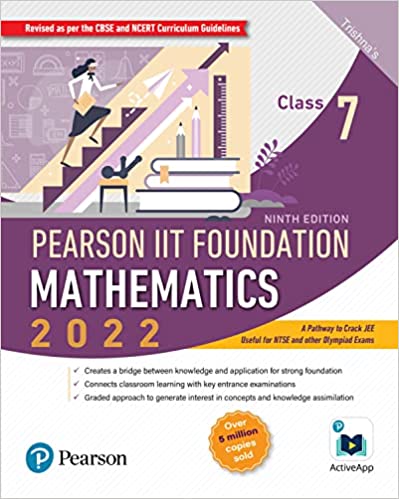 Revised as per the CBSE and NCERT Curriculum Guidelines
Trishna's
Class 7
NINTH EDITION
PEARSON IIT FOUNDATION
MATHEMATICS
2022
A Pathway to Crack JEE
Useful for NTSE and other Olympiad Exams
Creates a bridge between knowledge and application for strong foundation
Connects classroom learning with key entrance examinations
Graded approach to generate interest in concepts and knowledge assimilation
Over
5 million
copies
sold
Pearson
ActiveApp